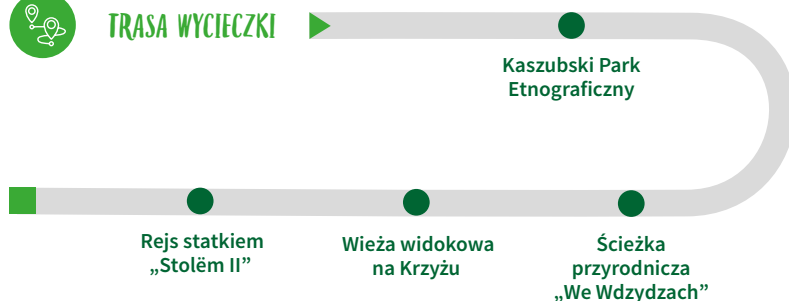 TRASA WYCIECZKI
Kaszubski Park
Etnograficzny
Ścieżka
przyrodnicza
„We Wdzydzach”
Wieża widokowa
na Krzyżu
Rejs statkiem
„Stolëm II”